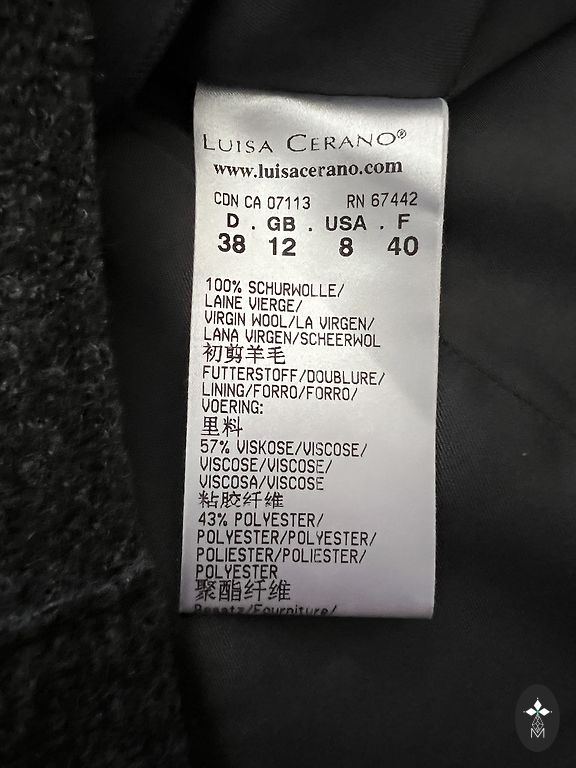 LUISA CERANO®
www.luisacerano.com
CDN CA 07113 RN 67442
D . GB . USA . F
38 12 8 40
100% SCHURWOLLE/
LAINE VIERGE/
VIRGIN WOOL/LA VIRGEN/
LANA VIRGEN/SCHEERWOL
初剪羊毛
FUTTERSTOFF/DOUBLURE/
LINING/FORRO/FORRO/
VOERING:
里料
57% VISKOSE/VISCOSE/
VISCOSE/VISCOSE/
VISCOSA/VISCOSE
粘胶纤维
43% POLYESTER/
POLYESTER/POLYESTER/
POLIESTER/POLIESTER/
POLYESTER
聚酯纤维
Besatz/Fourniture/
M